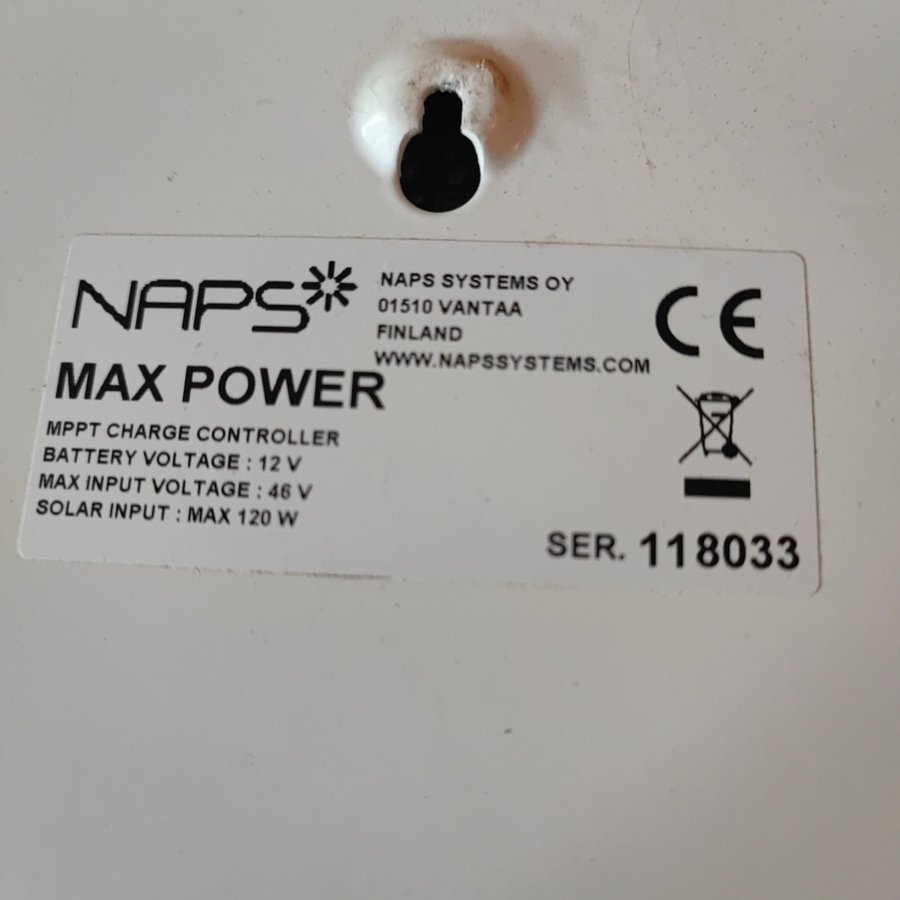 NAPS
NAPS SYSTEMS OY
01510 VANTAA
FINLAND
WWW.NAPSSYSTEMS.COM
CE
MAX POWER
MPPT CHARGE CONTROLLER
BATTERY VOLTAGE : 12 V
MAX INPUT VOLTAGE : 46 V
SOLAR INPUT : MAX 120 W
SER. 118033